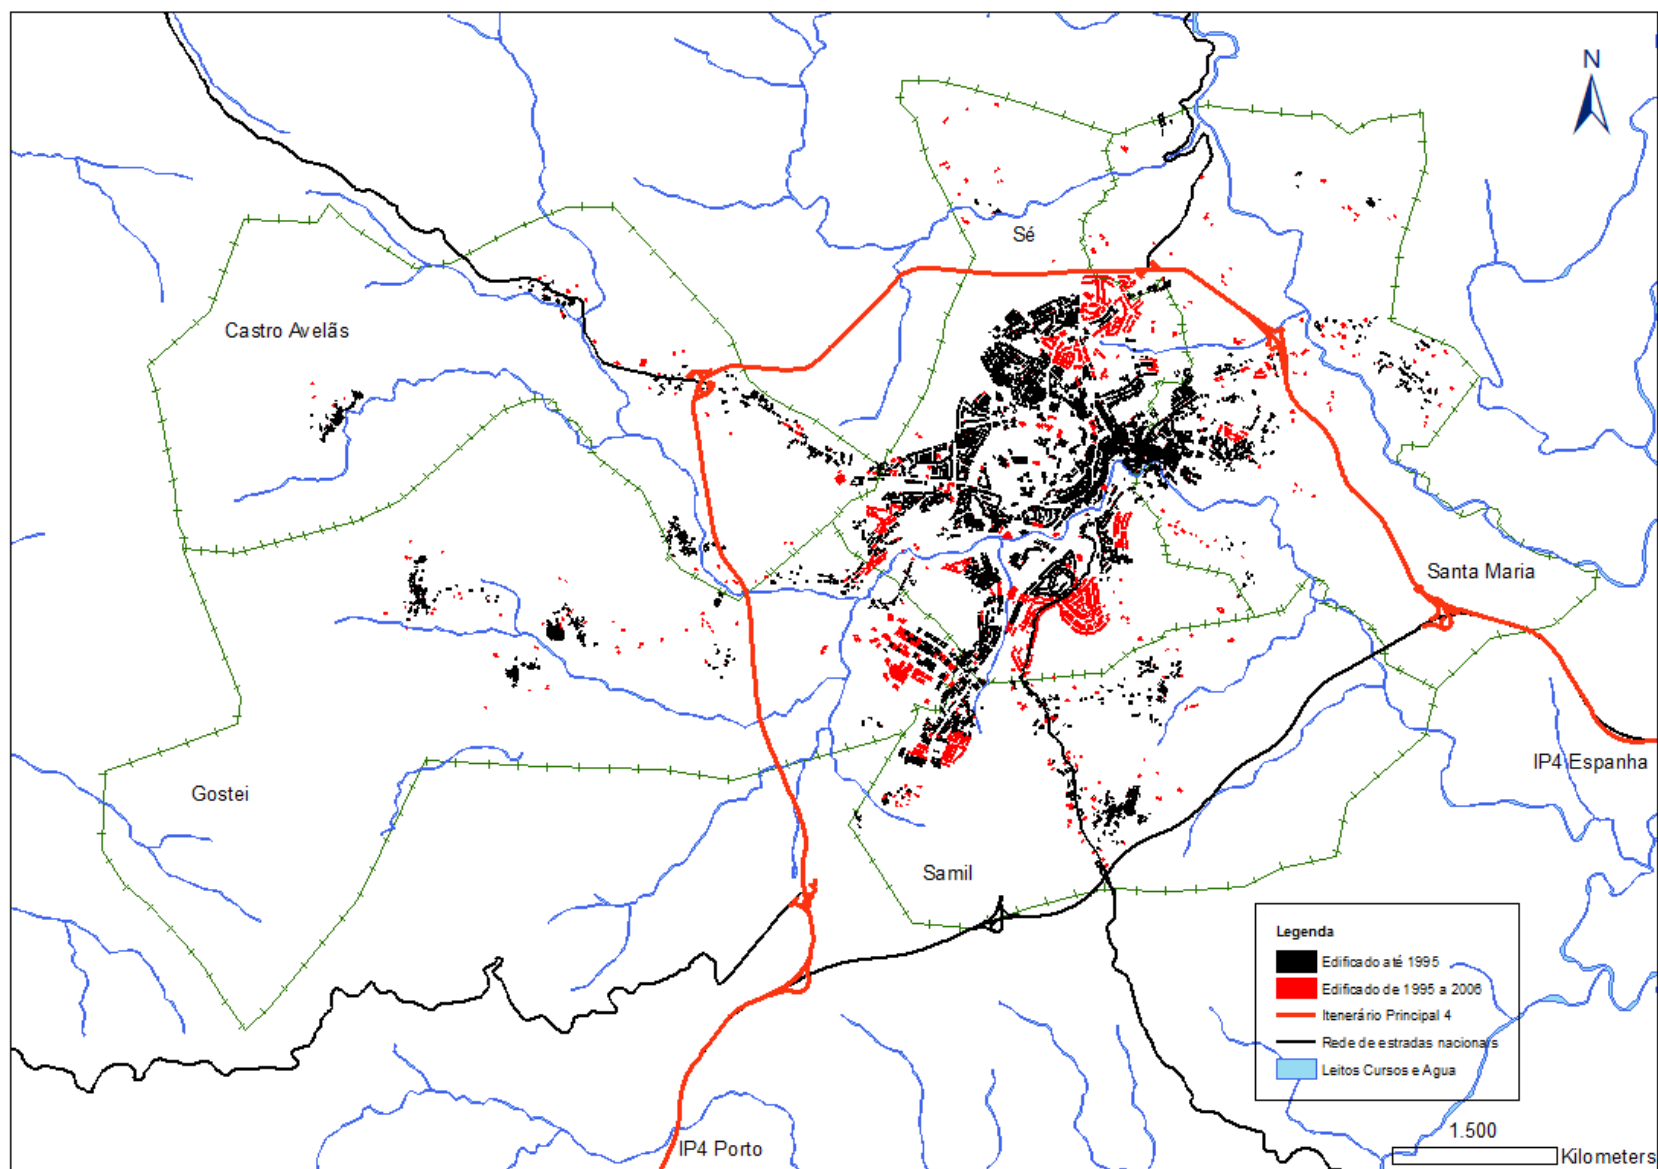 N
Sé
Castro Avelãs
Santa Maria
IP4 Espanha
Gostei
Samil
Legenda
Edificado até 1995
Edificado de 1995 a 2006
Itenerário Principal 4
Rede de estradas nacionais
Leitos Cursos e Agua
1.500
IP4 Porto
Kilometers